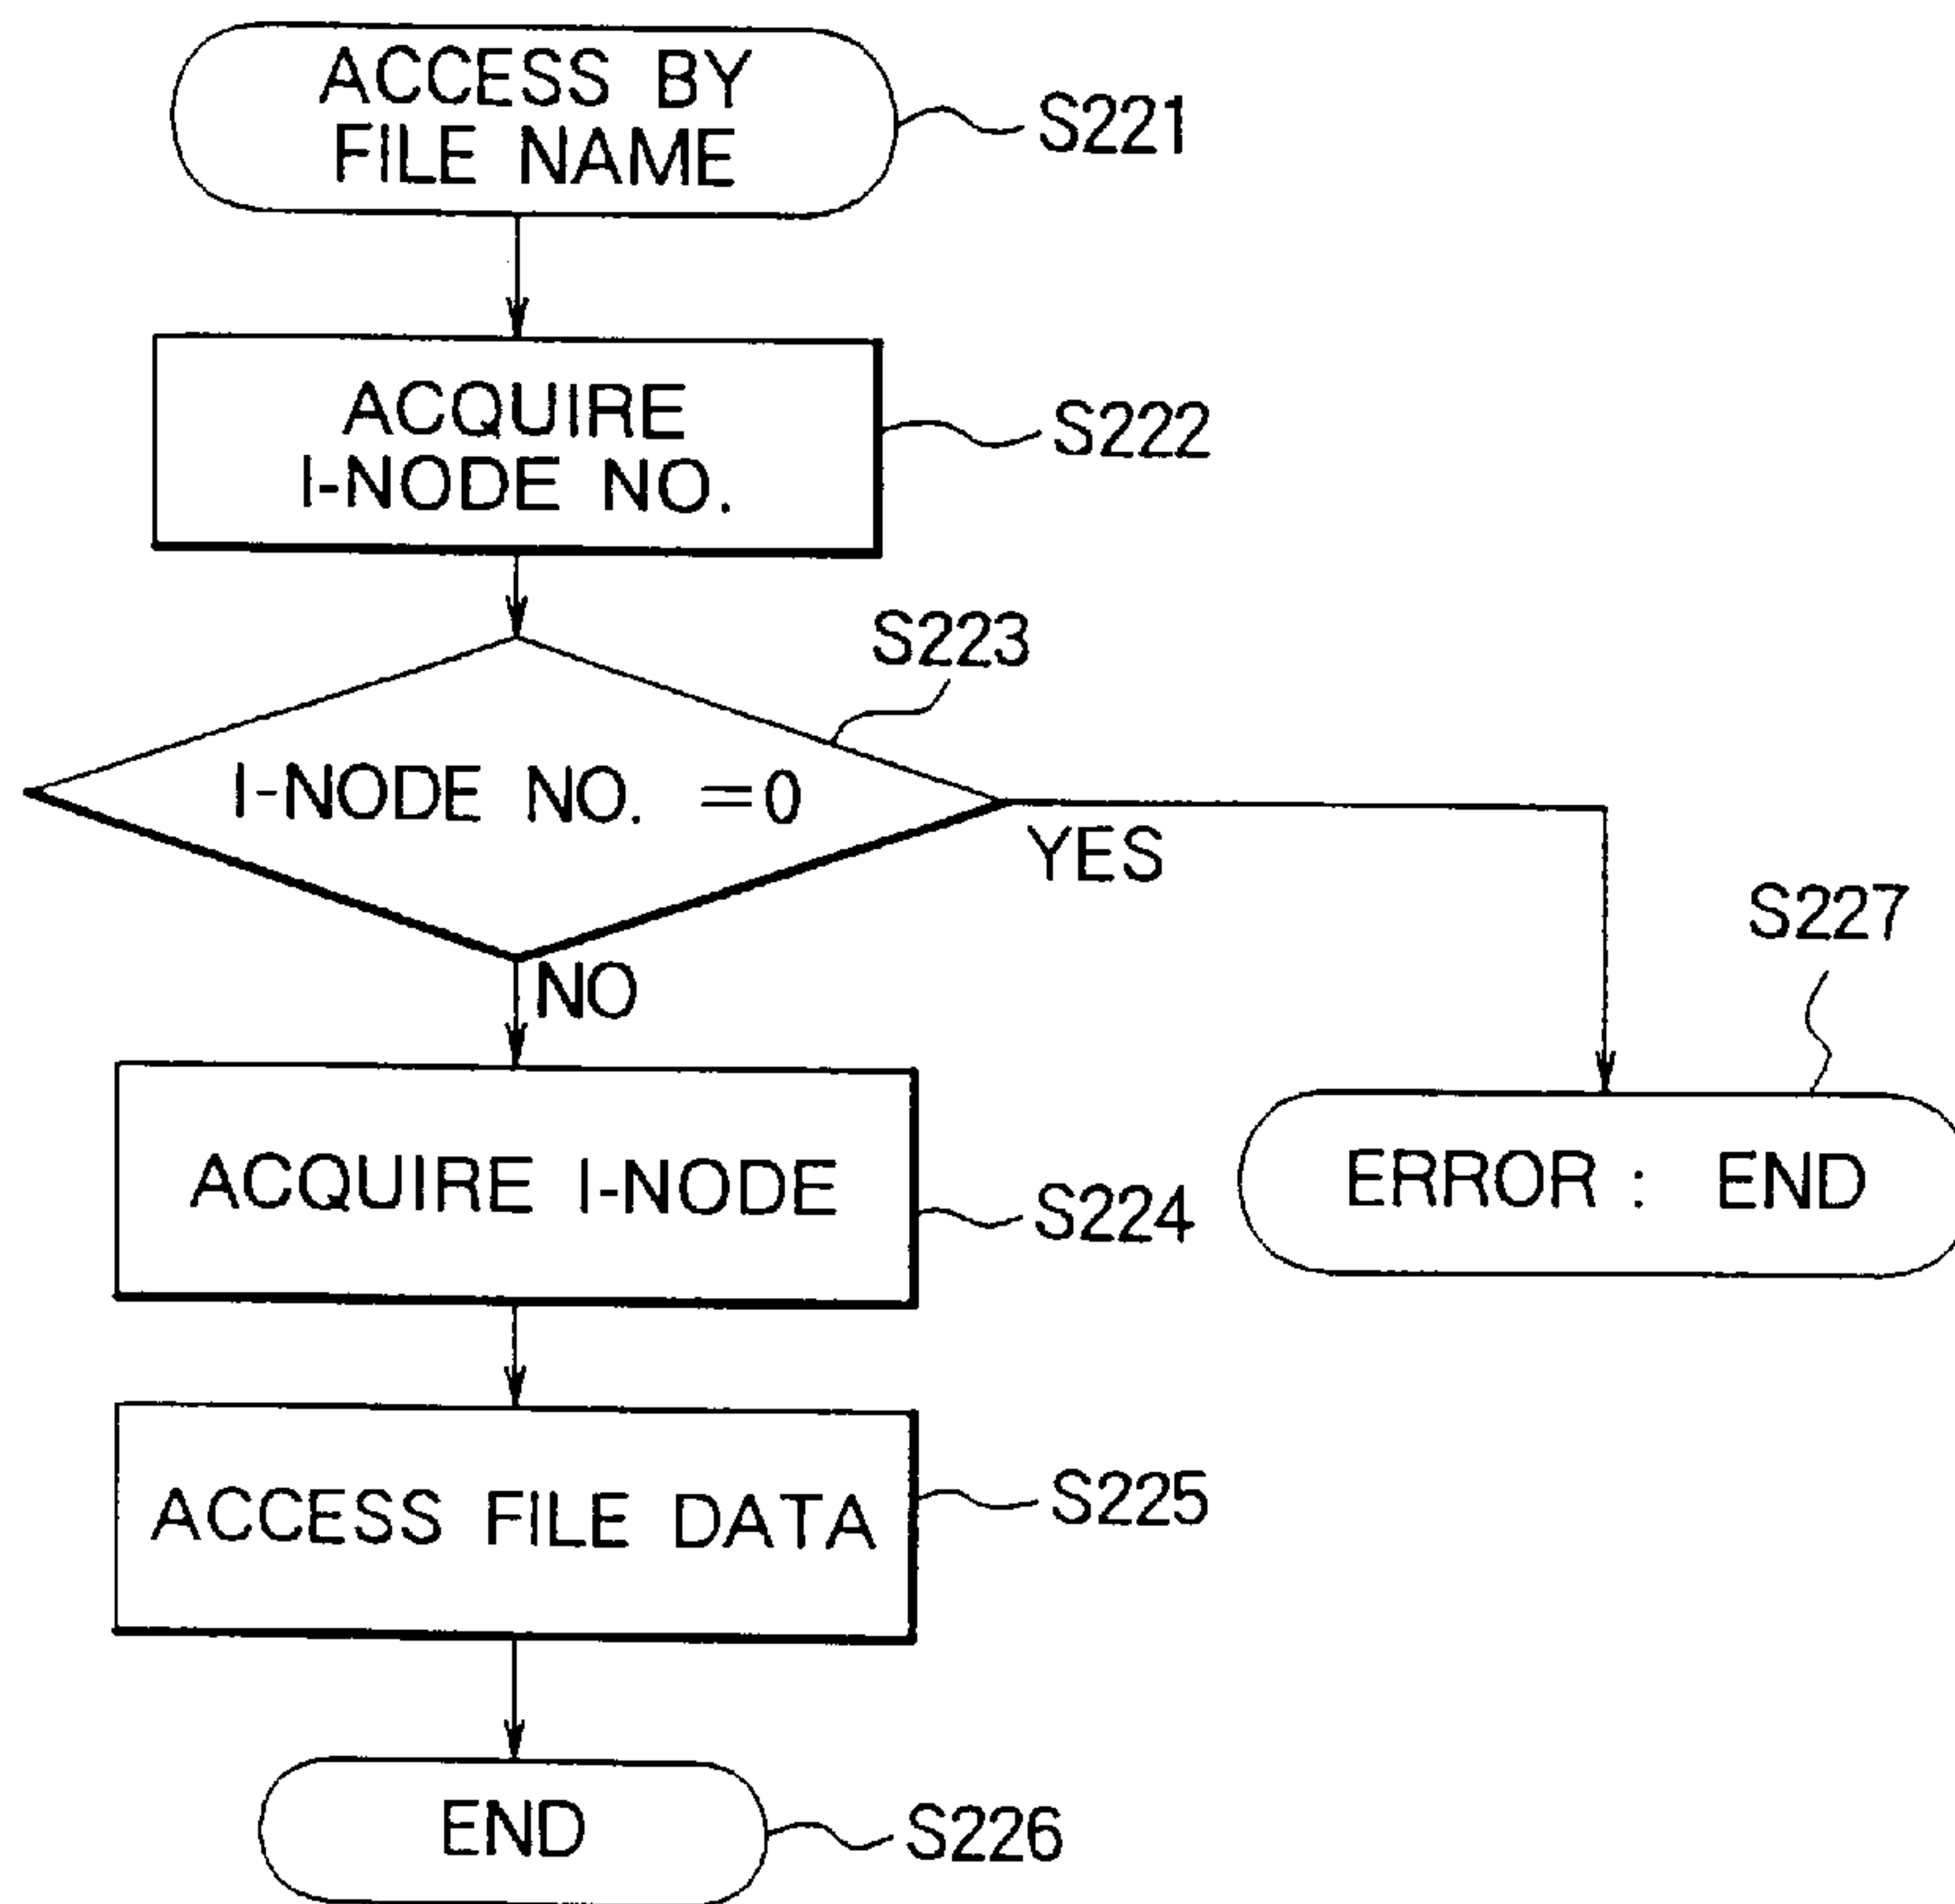 ACCESS BY
FILE NAME
S221
ACQUIRE
I-NODE NO.
S222
S223
I-NODE NO. =0
YES
NO
S227
ACQUIRE I-NODE
S224
ERROR : END
ACCESS FILE DATA
S225
END
S226